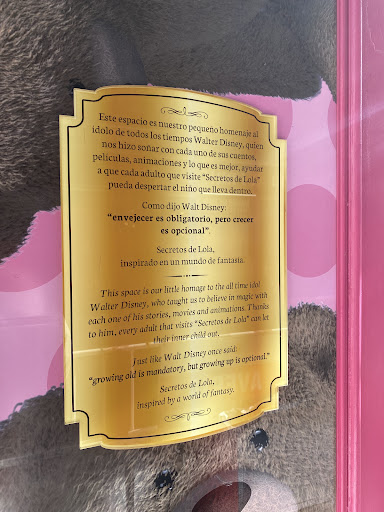 Este espacio es nuestro pequeño homenaje al
ídolo de todos los tiempos Walter Disney, quien
nos hizo soñar con cada uno de sus cuentos,
películas, animaciones y lo que es mejor, ayudar
a que cada adulto que visite “Secretos de Lola”
pueda despertar el niño que lleva dentro.
Como dijo Walt Disney:
“envejecer es obligatorio, pero crecer
es opcional”.
Secretos de Lola,
inspirado en un mundo de fantasía.
This space is our little homage to the all time idol
Walter Disney, who taught us to believe in magic with
each one of his stories, movies and animations. Thanks
to him, every adult that visits “Secretos de Lola” can let
their inner child out.
Just like Walt Disney once said:
“growing old is mandatory, but growing up is optional.”
Secretos de Lola,
inspired by a world of fantasy.